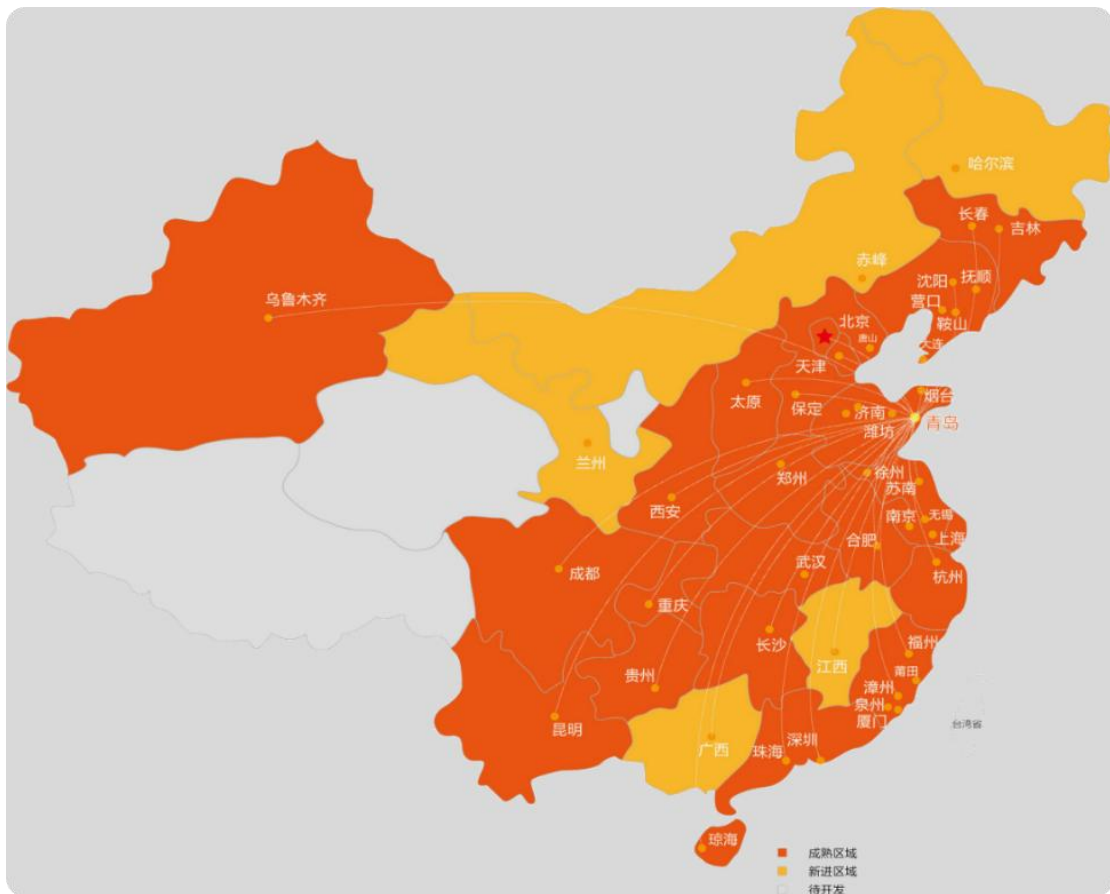 哈尔滨
长春
吉林
赤峰
沈阳
抚顺
乌鲁木齐
营口
鞍山
北京
唐山
大连
天津
烟台
太原
保定
济南
青岛
潍坊
兰州
郑州
徐州
苏南
西安
南京
无锡
合肥
上海
武汉
成都
杭州
重庆
长沙
福州
江西
贵州
莆田
漳州
泉州
厦门
台湾省
昆明
广西
珠海
深圳
琼海
成熟区域
新进区域
待开发